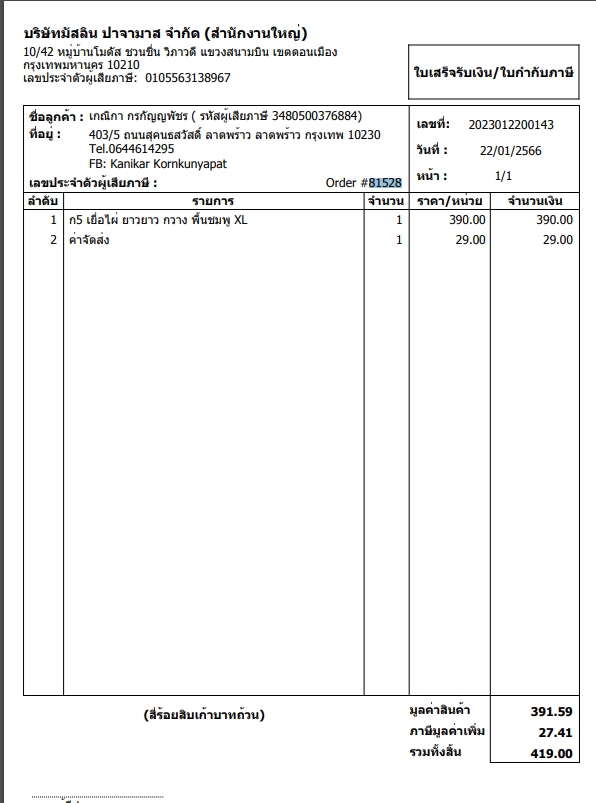 บริษัทมัสลิน ปาจามาส จำกัด (สำนักงานใหญ่)
10/42 หมู่บ้านโมดัส ชวนชื่น วิภาวดี แขวงสนามบิน เขตดอนเมือง
กรุงเทพมหานคร 10210
เลขประจำตัวผู้เสียภาษี: 0105563138967
ใบเสร็จรับเงิน/ใบกำกับภาษี
ชื่อลูกค้า : เกณิกา กรกัญญพัชร ( รหัสผู้เสียภาษี 3480500376884)
ที่อยู่ : 403/5 ถนนสุคนธสวัสดิ์ ลาดพร้าว ลาดพร้าว กรุงเทพ 10230
Tel.0644614295
FB: Kanikar Kornkunyapat
เลขประจำตัวผู้เสียภาษี : Order #81528
เลขที่: 2023012200143
วันที่ : 22/01/2566
หน้า : 1/1
ลำดับ รายการ จำนวน ราคา/หน่วย จำนวนเงิน
1 ก5 เยื่อไผ่ ยาวยาว กวาง พื้นชมพู XL 1 390.00 390.00
2 ค่าจัดส่ง 1 29.00 29.00
(สี่ร้อยสิบเก้าบาทถ้วน)
มูลค่าสินค้า 391.59
ภาษีมูลค่าเพิ่ม 27.41
รวมทั้งสิ้น 419.00